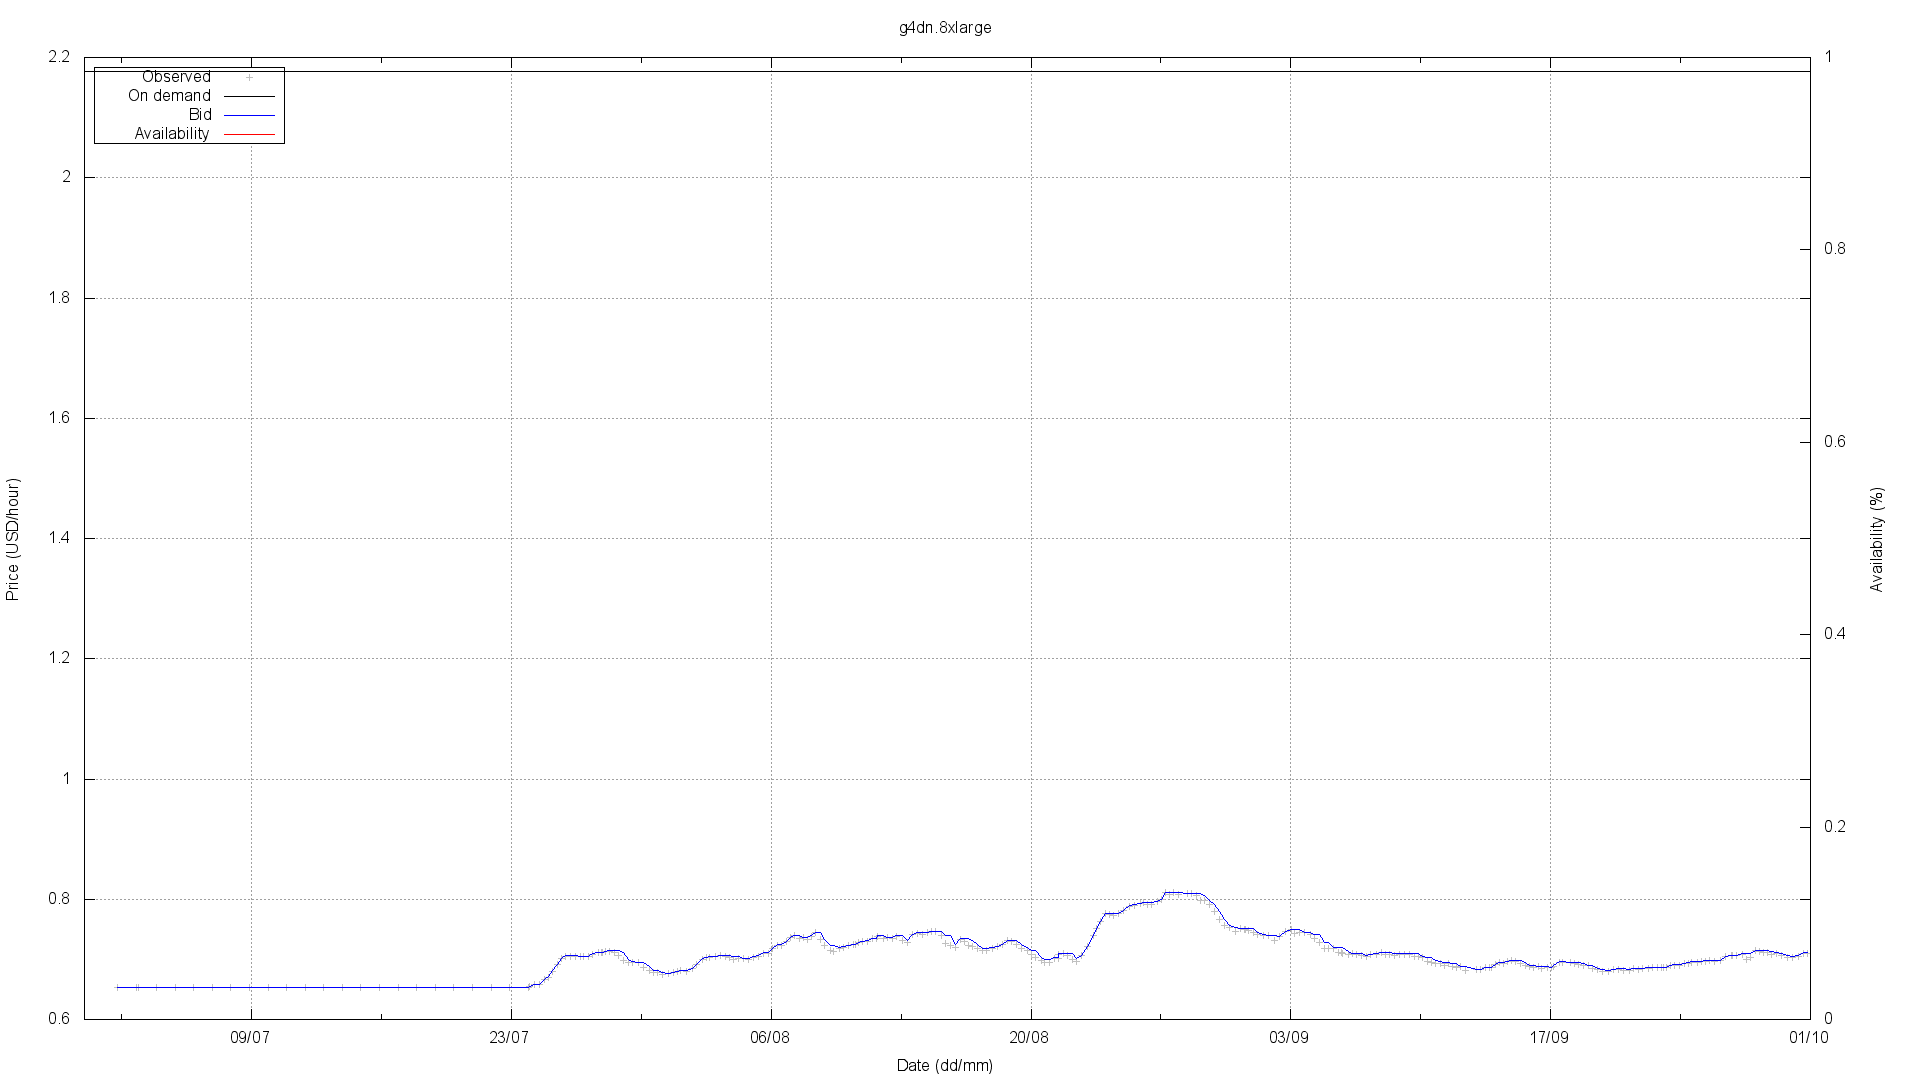 g4dn.8xlarge
Observed
On demand
Bid
Availability
2.2
2
1.8
1.6
1.4
1.2
1
0.8
0.6
1
0.8
0.6
0.4
0.2
0
Price (USD/hour)
Availability (%)
09/07 23/07 06/08 20/08 03/09 17/09 01/10
Date (dd/mm)